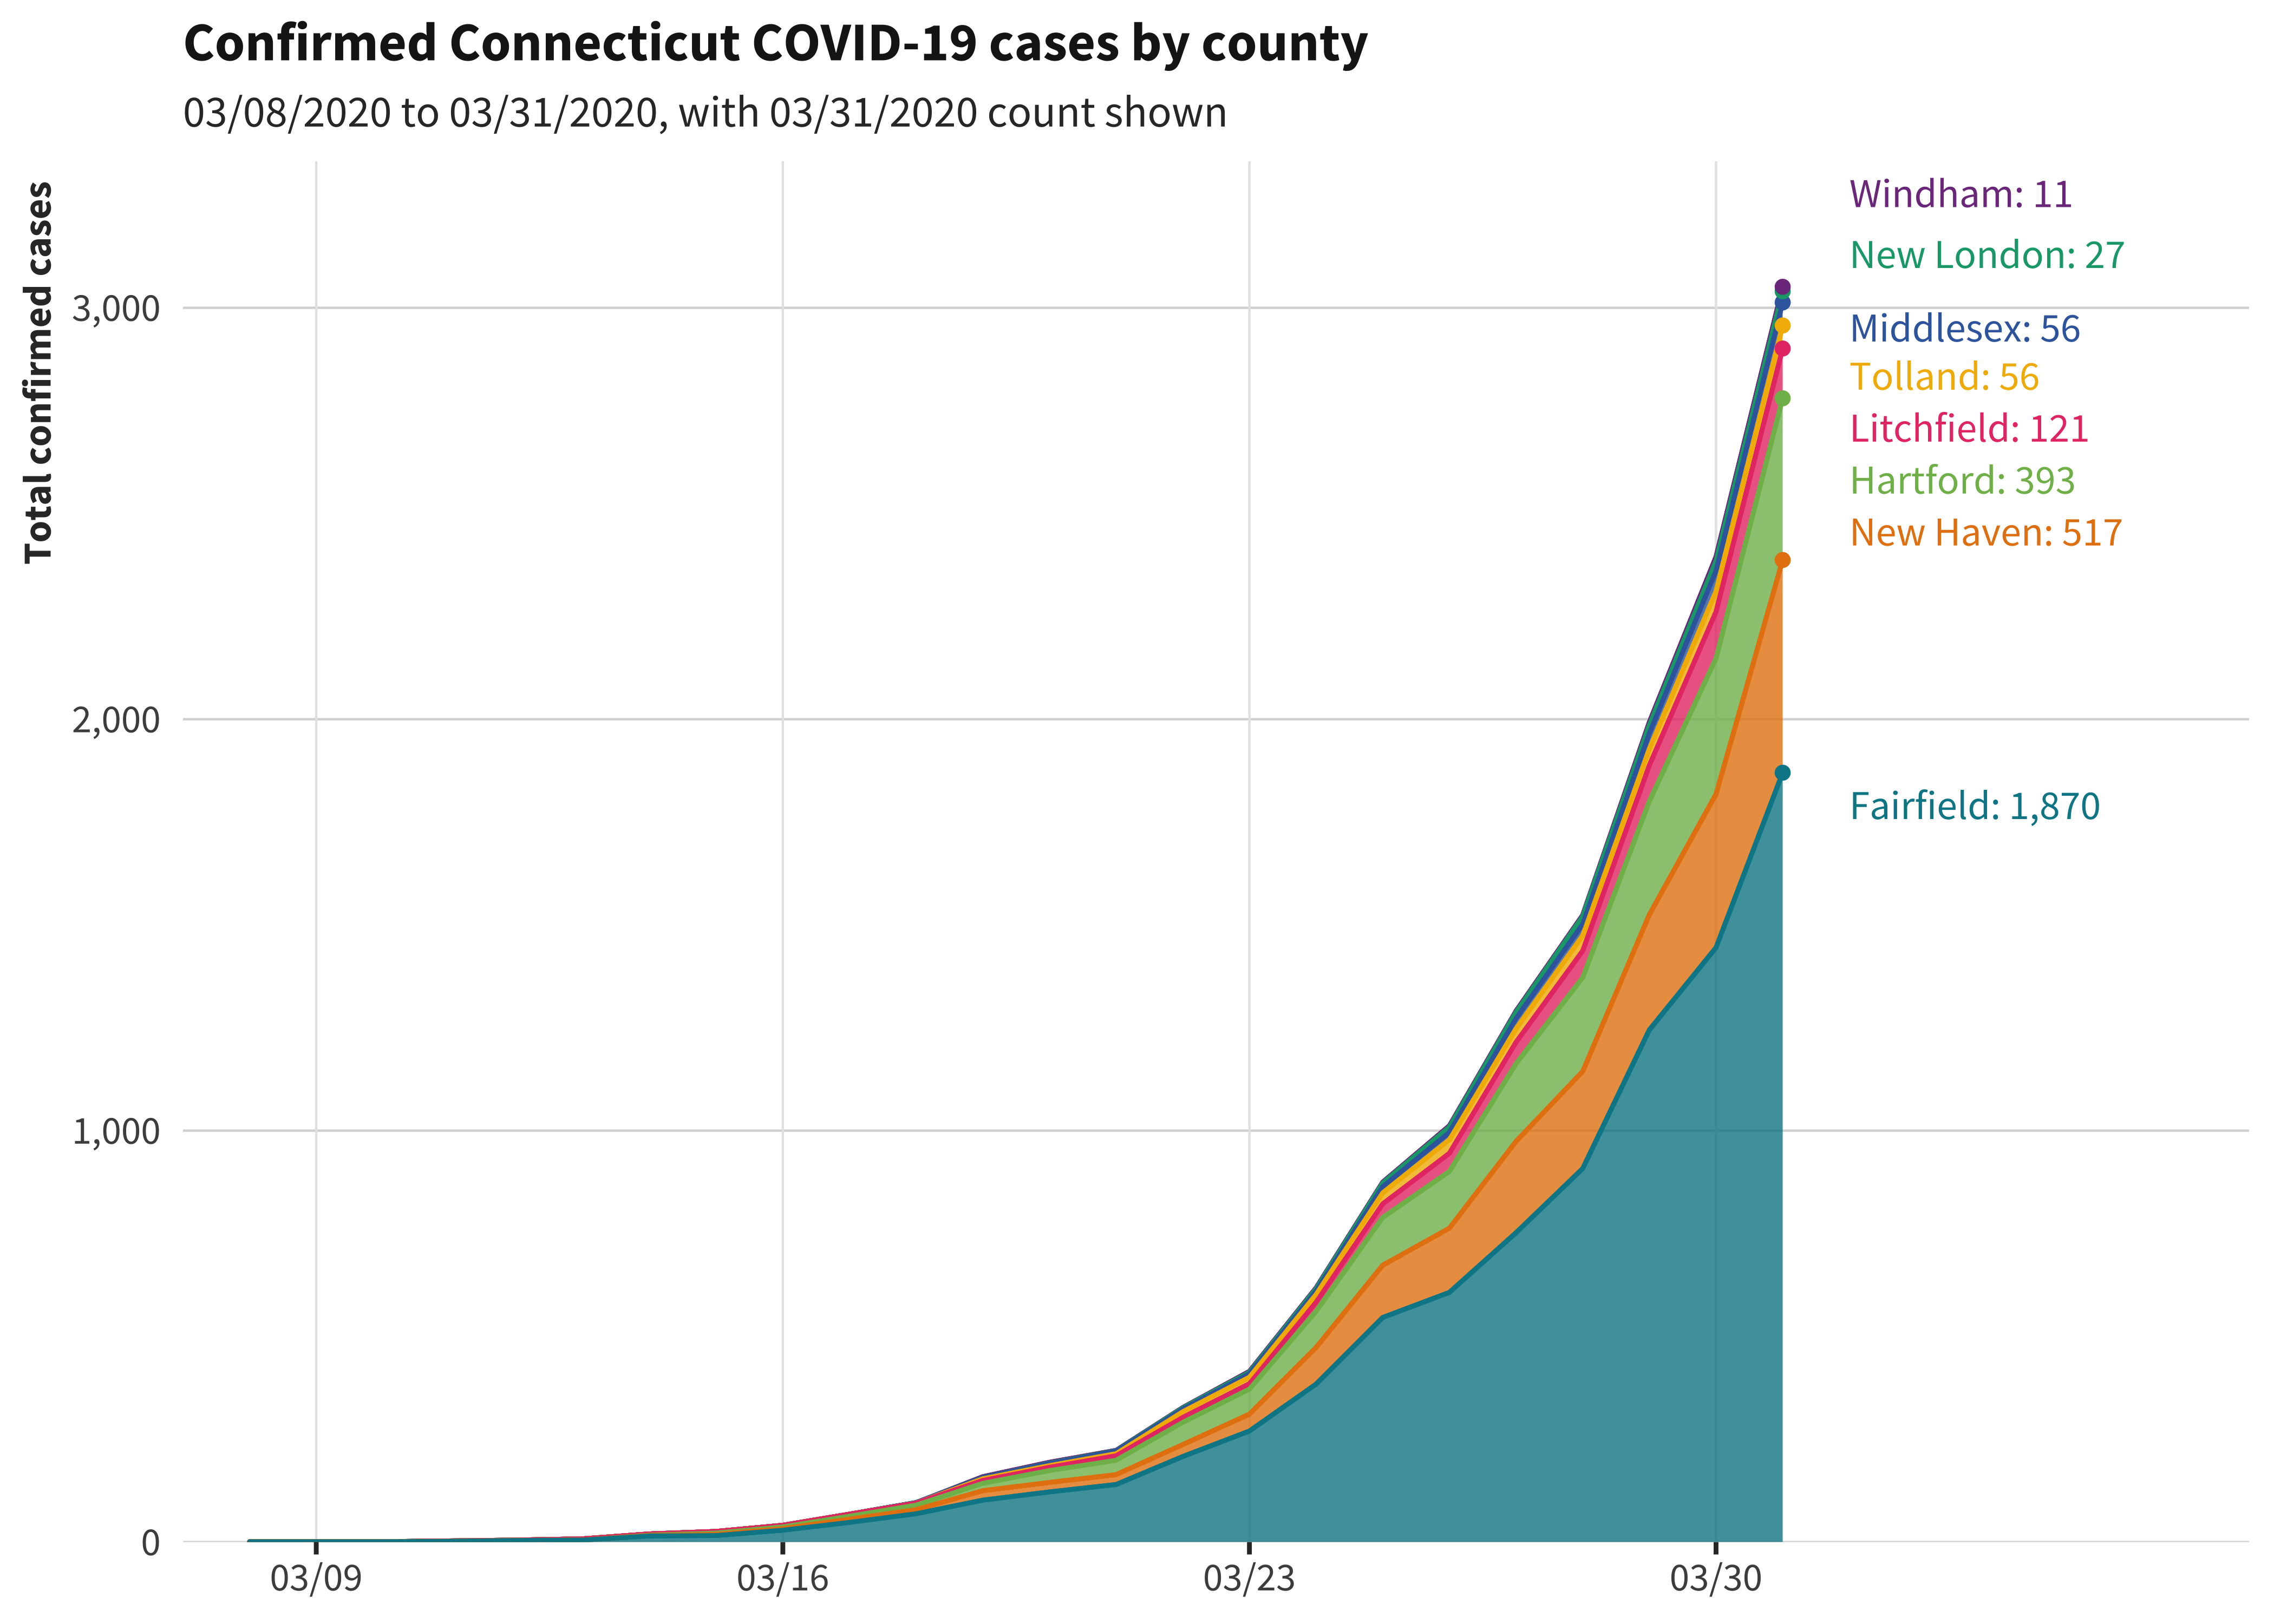 Confirmed Connecticut COVID-19 cases by county
03/08/2020 to 03/31/2020, with 03/31/2020 count shown
Total confirmed cases
3,000
2,000
1,000
0
03/09
03/16
03/23
03/30
Windham: 11
New London: 27
Middlesex: 56
Tolland: 56
Litchfield: 121
Hartford: 393
New Haven: 517
Fairfield: 1,870